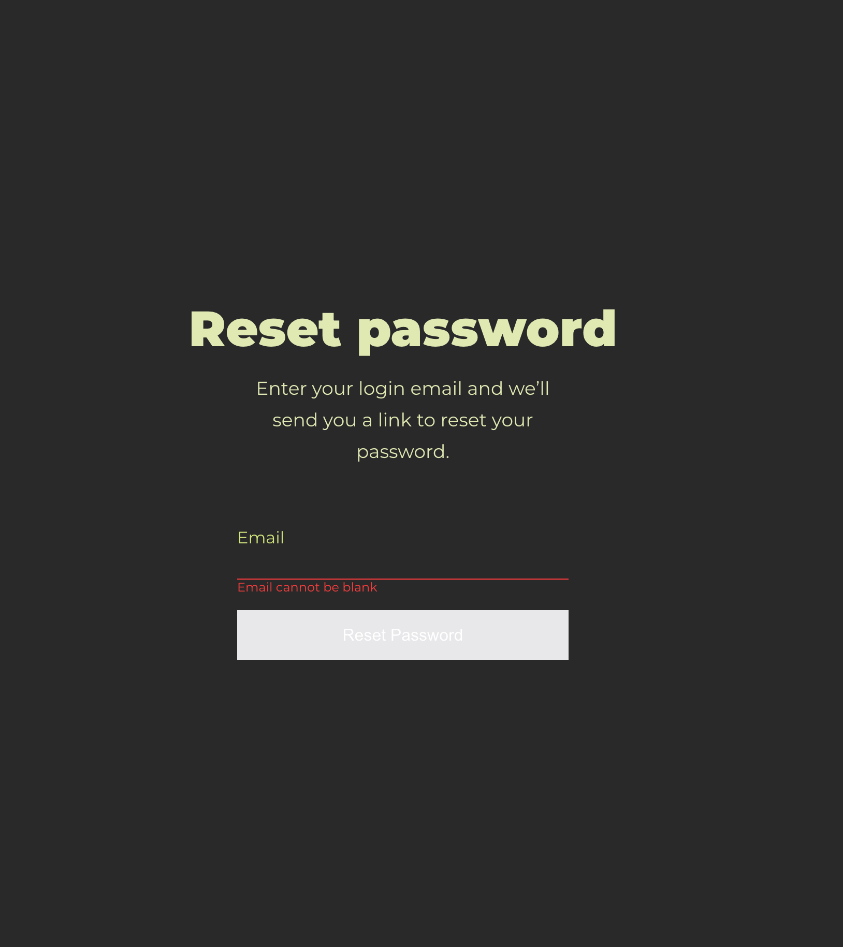 Reset password
Enter your login email and we’ll
send you a link to reset your
password.
Email
Email cannot be blank
Reset Password